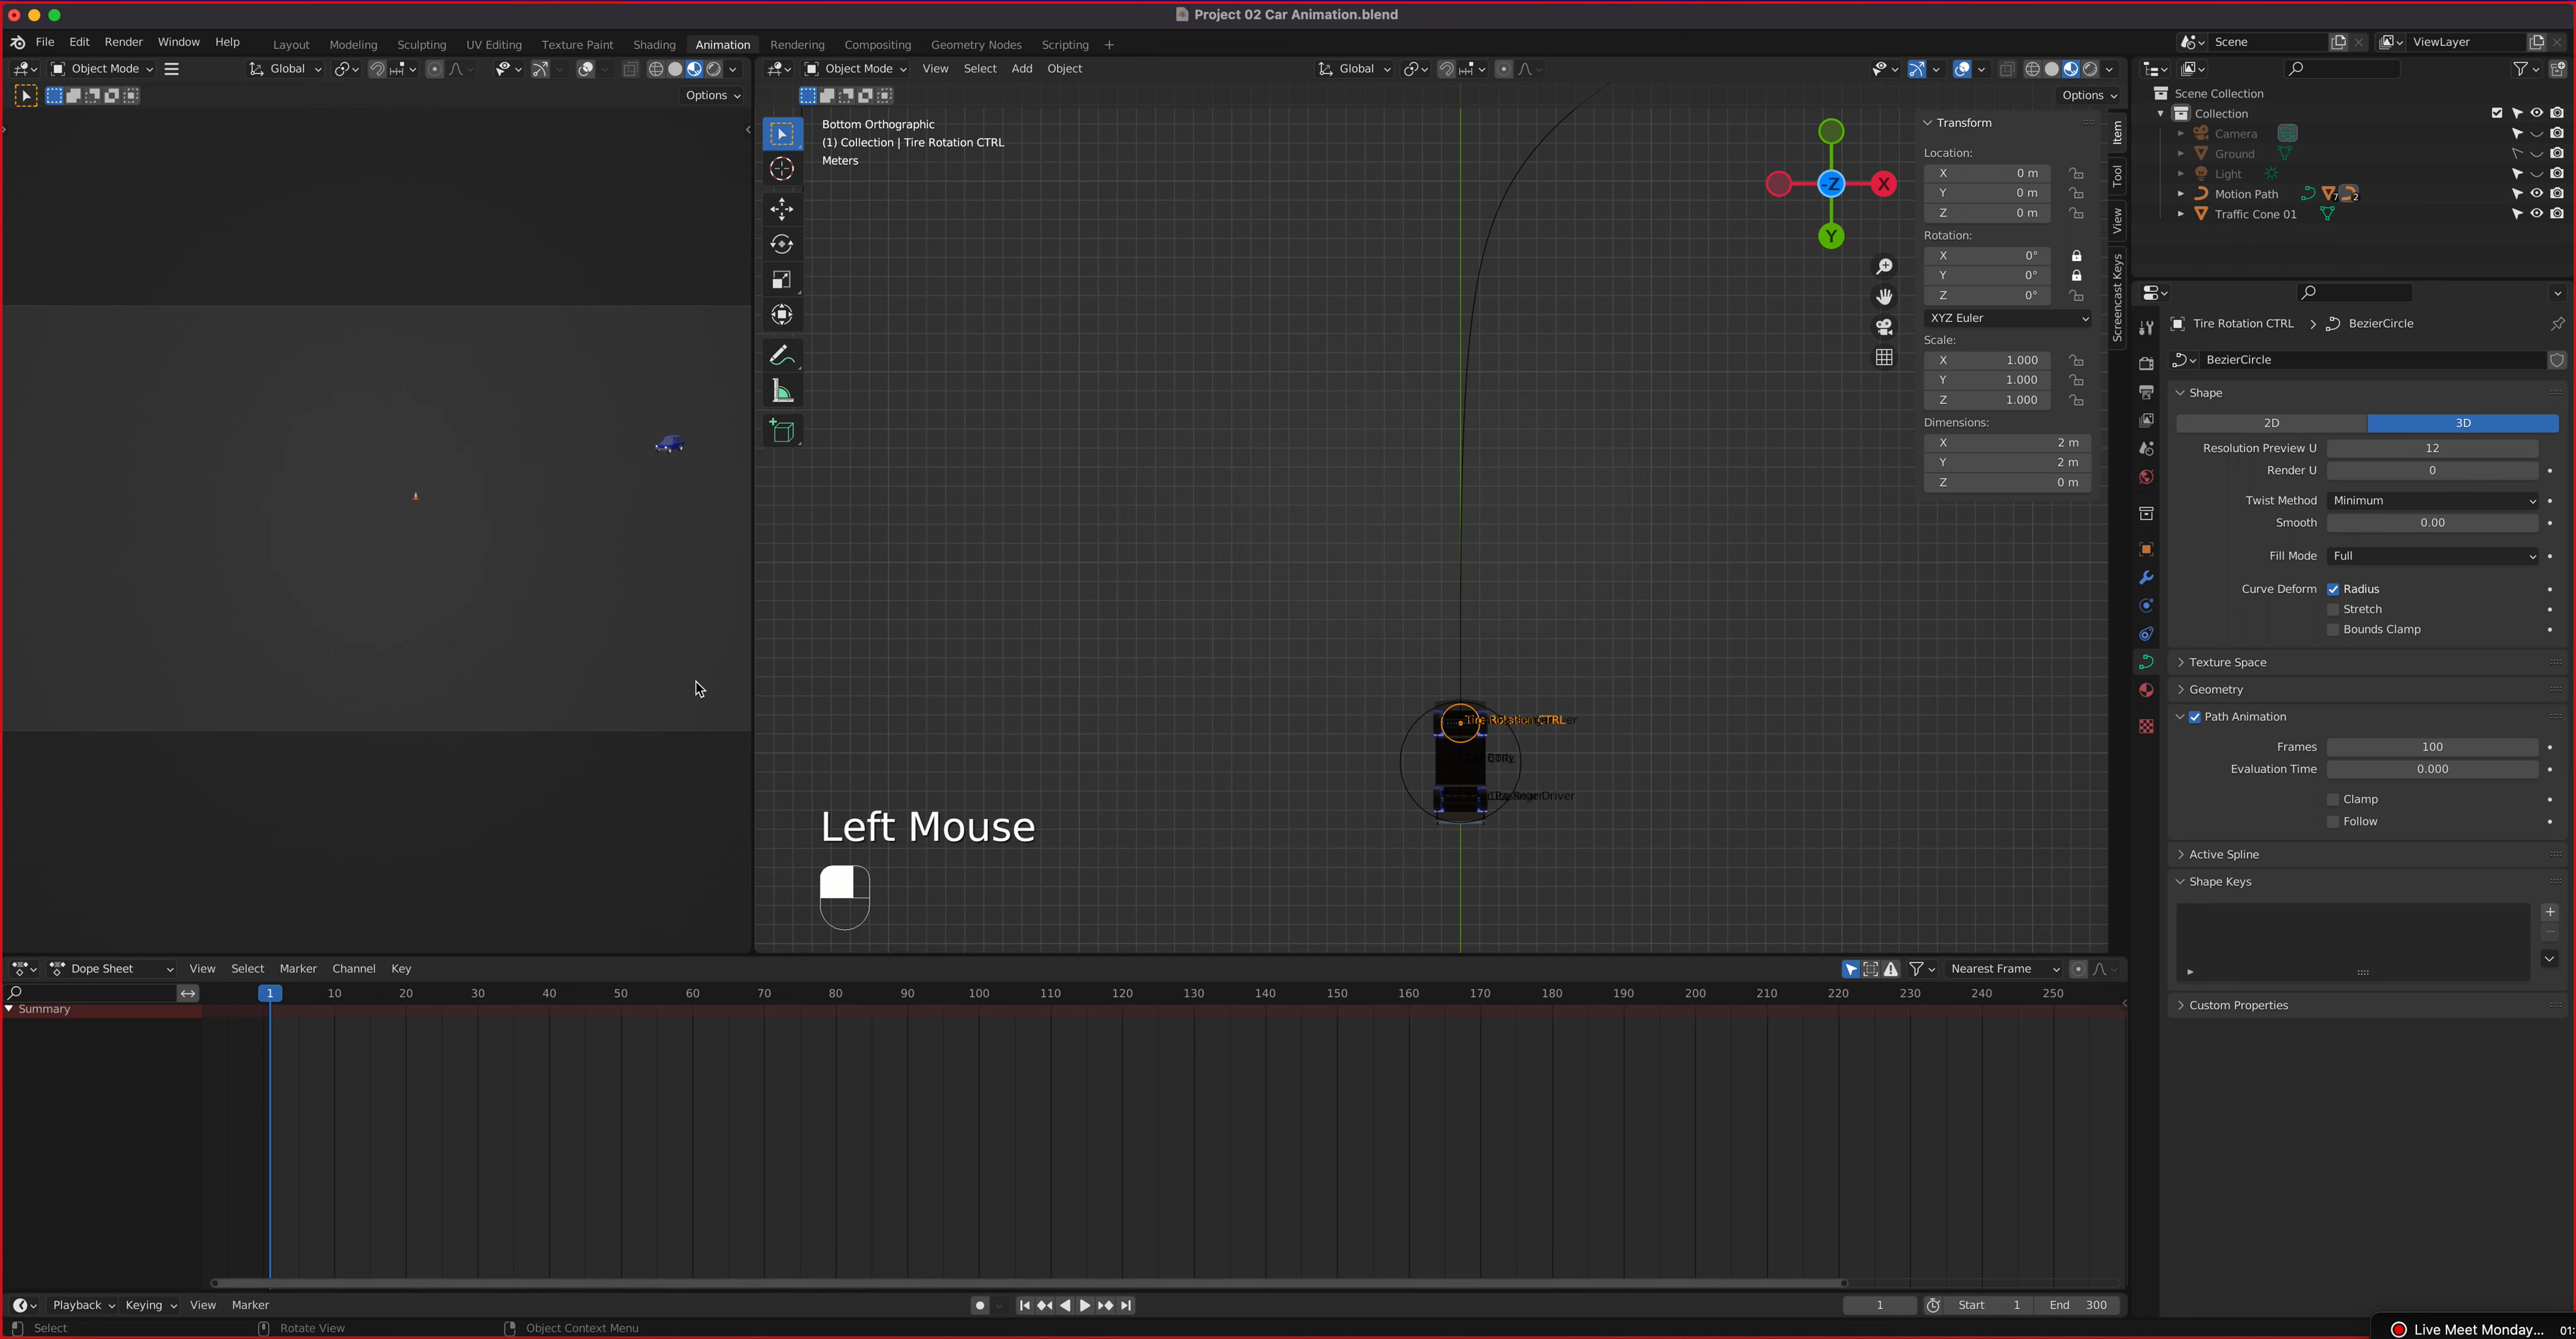 Project 02 Car Animation.blend
File Edit Render Window Help Layout Modeling Sculpting UV Editing Texture Paint Shading Animation Rendering Compositing Geometry Nodes Scripting + Scene ViewLayer
Object Mode Global Object Mode View Select Add Object Global
Options Options
Scene Collection
Collection
Camera
Ground
Light
Motion Path 7 2
Traffic Cone 01
Bottom Orthographic
(1) Collection | Tire Rotation CTRL
Meters
-Z X Y
Transform
Location:
X 0 m
Y 0 m
Z 0 m
Rotation:
X 0°
Y 0°
Z 0°
XYZ Euler
Scale:
X 1.000
Y 1.000
Z 1.000
Dimensions:
X 2 m
Y 2 m
Z 0 m
Item
Tool
View
Screencast Keys
Tire Rotation CTRL > BezierCircle
BezierCircle
Shape
2D 3D
Resolution Preview U 12
Render U 0
Twist Method Minimum
Smooth 0.00
Fill Mode Full
Curve Deform Radius
Stretch
Bounds Clamp
Texture Space
Geometry
Path Animation
Frames 100
Evaluation Time 0.000
Clamp
Follow
Active Spline
Shape Keys
Custom Properties
Tire Rotation CTRL
Left Mouse
Dope Sheet View Select Marker Channel Key Nearest Frame
1 10 20 30 40 50 60 70 80 90 100 110 120 130 140 150 160 170 180 190 200 210 220 230 240 250
Summary
Playback Keying View Marker 1 Start 1 End 300
Select Rotate View Object Context Menu
Live Meet Monday... 01: